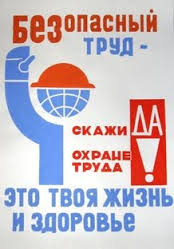 БЕЗОПАСНЫЙ
ТРУД -
СКАЖИ ДА!
ОХРАНЕ
ТРУДА
ЭТО ТВОЯ ЖИЗНЬ
И ЗДОРОВЬЕ